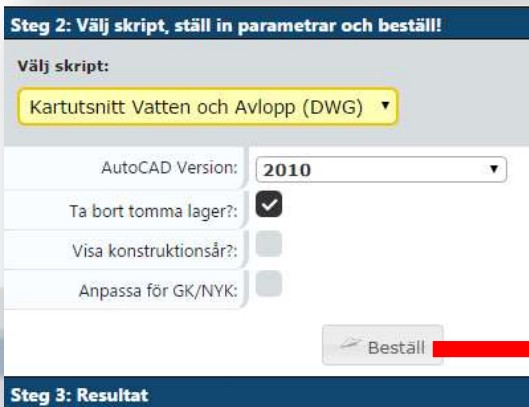 Steg 2: Välj skript, ställ in parametrar och beställ!
Välj skript:
Kartutsnitt Vatten och Avlopp (DWG)
AutoCAD Version: 2010
Ta bort tomma lager?:
Visa konstruktionsår?:
Anpassa för GK/NYK:
Beställ
Steg 3: Resultat